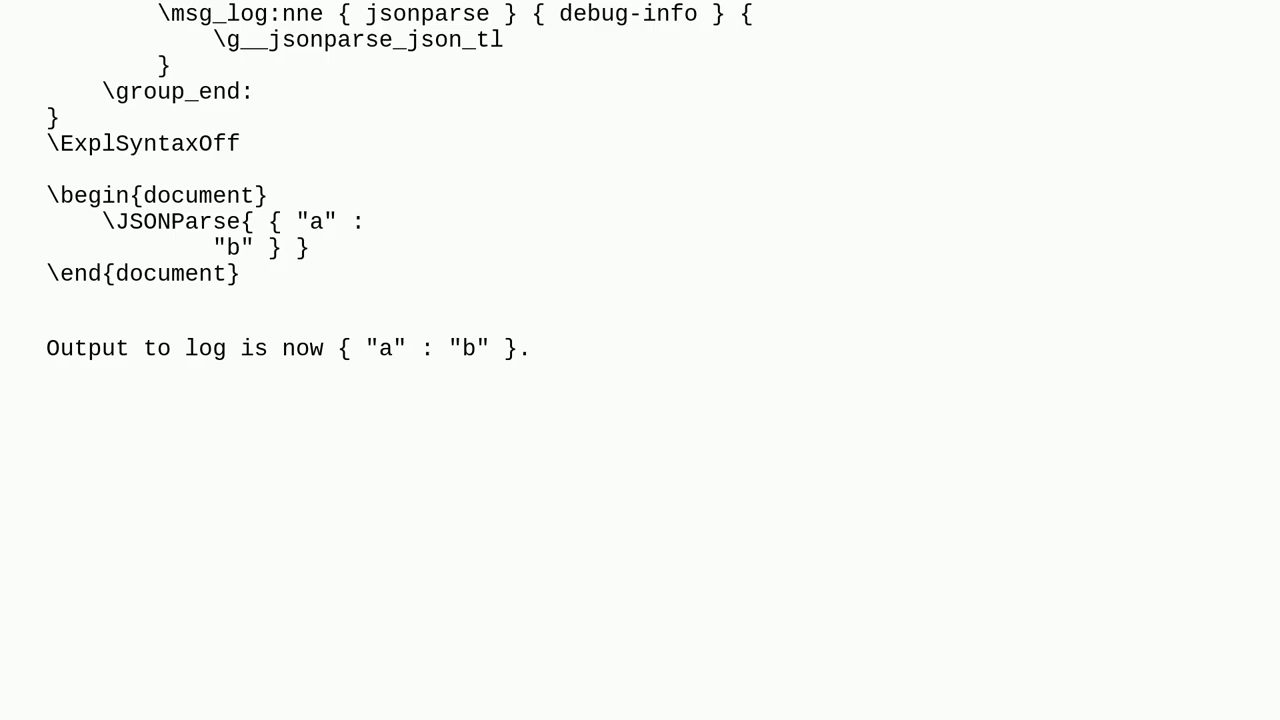 \msg_log:nne { jsonparse } { debug-info } {
\g__jsonparse_json_tl
}
\group_end:
}
\ExplSyntaxOff
\begin{document}
\JSONParse{ { "a" :
"b" } }
\end{document}
Output to log is now { "a" : "b" }.